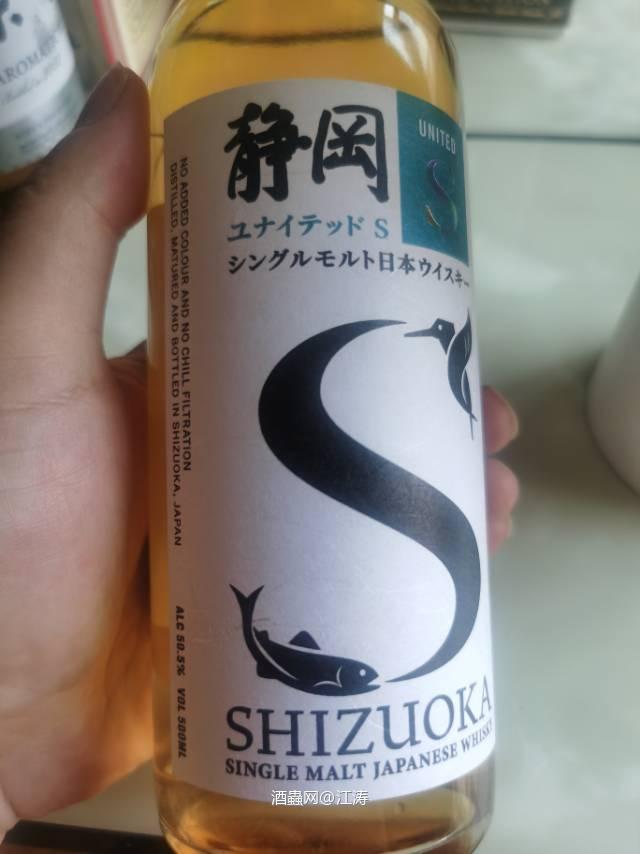 AROMA
静岡
UNITED
S
ユナイテッド S
シングルモルト日本ウイスキー
NO ADDED COLOUR AND NO CHILL FILTRATION
DISTILLED, MATURED AND BOTTLED IN SHIZUOKA, JAPAN
ALC 50.5% VOL 500ML
S
SHIZUOKA
SINGLE MALT JAPANESE WHISKY
酒蟲网@江涛